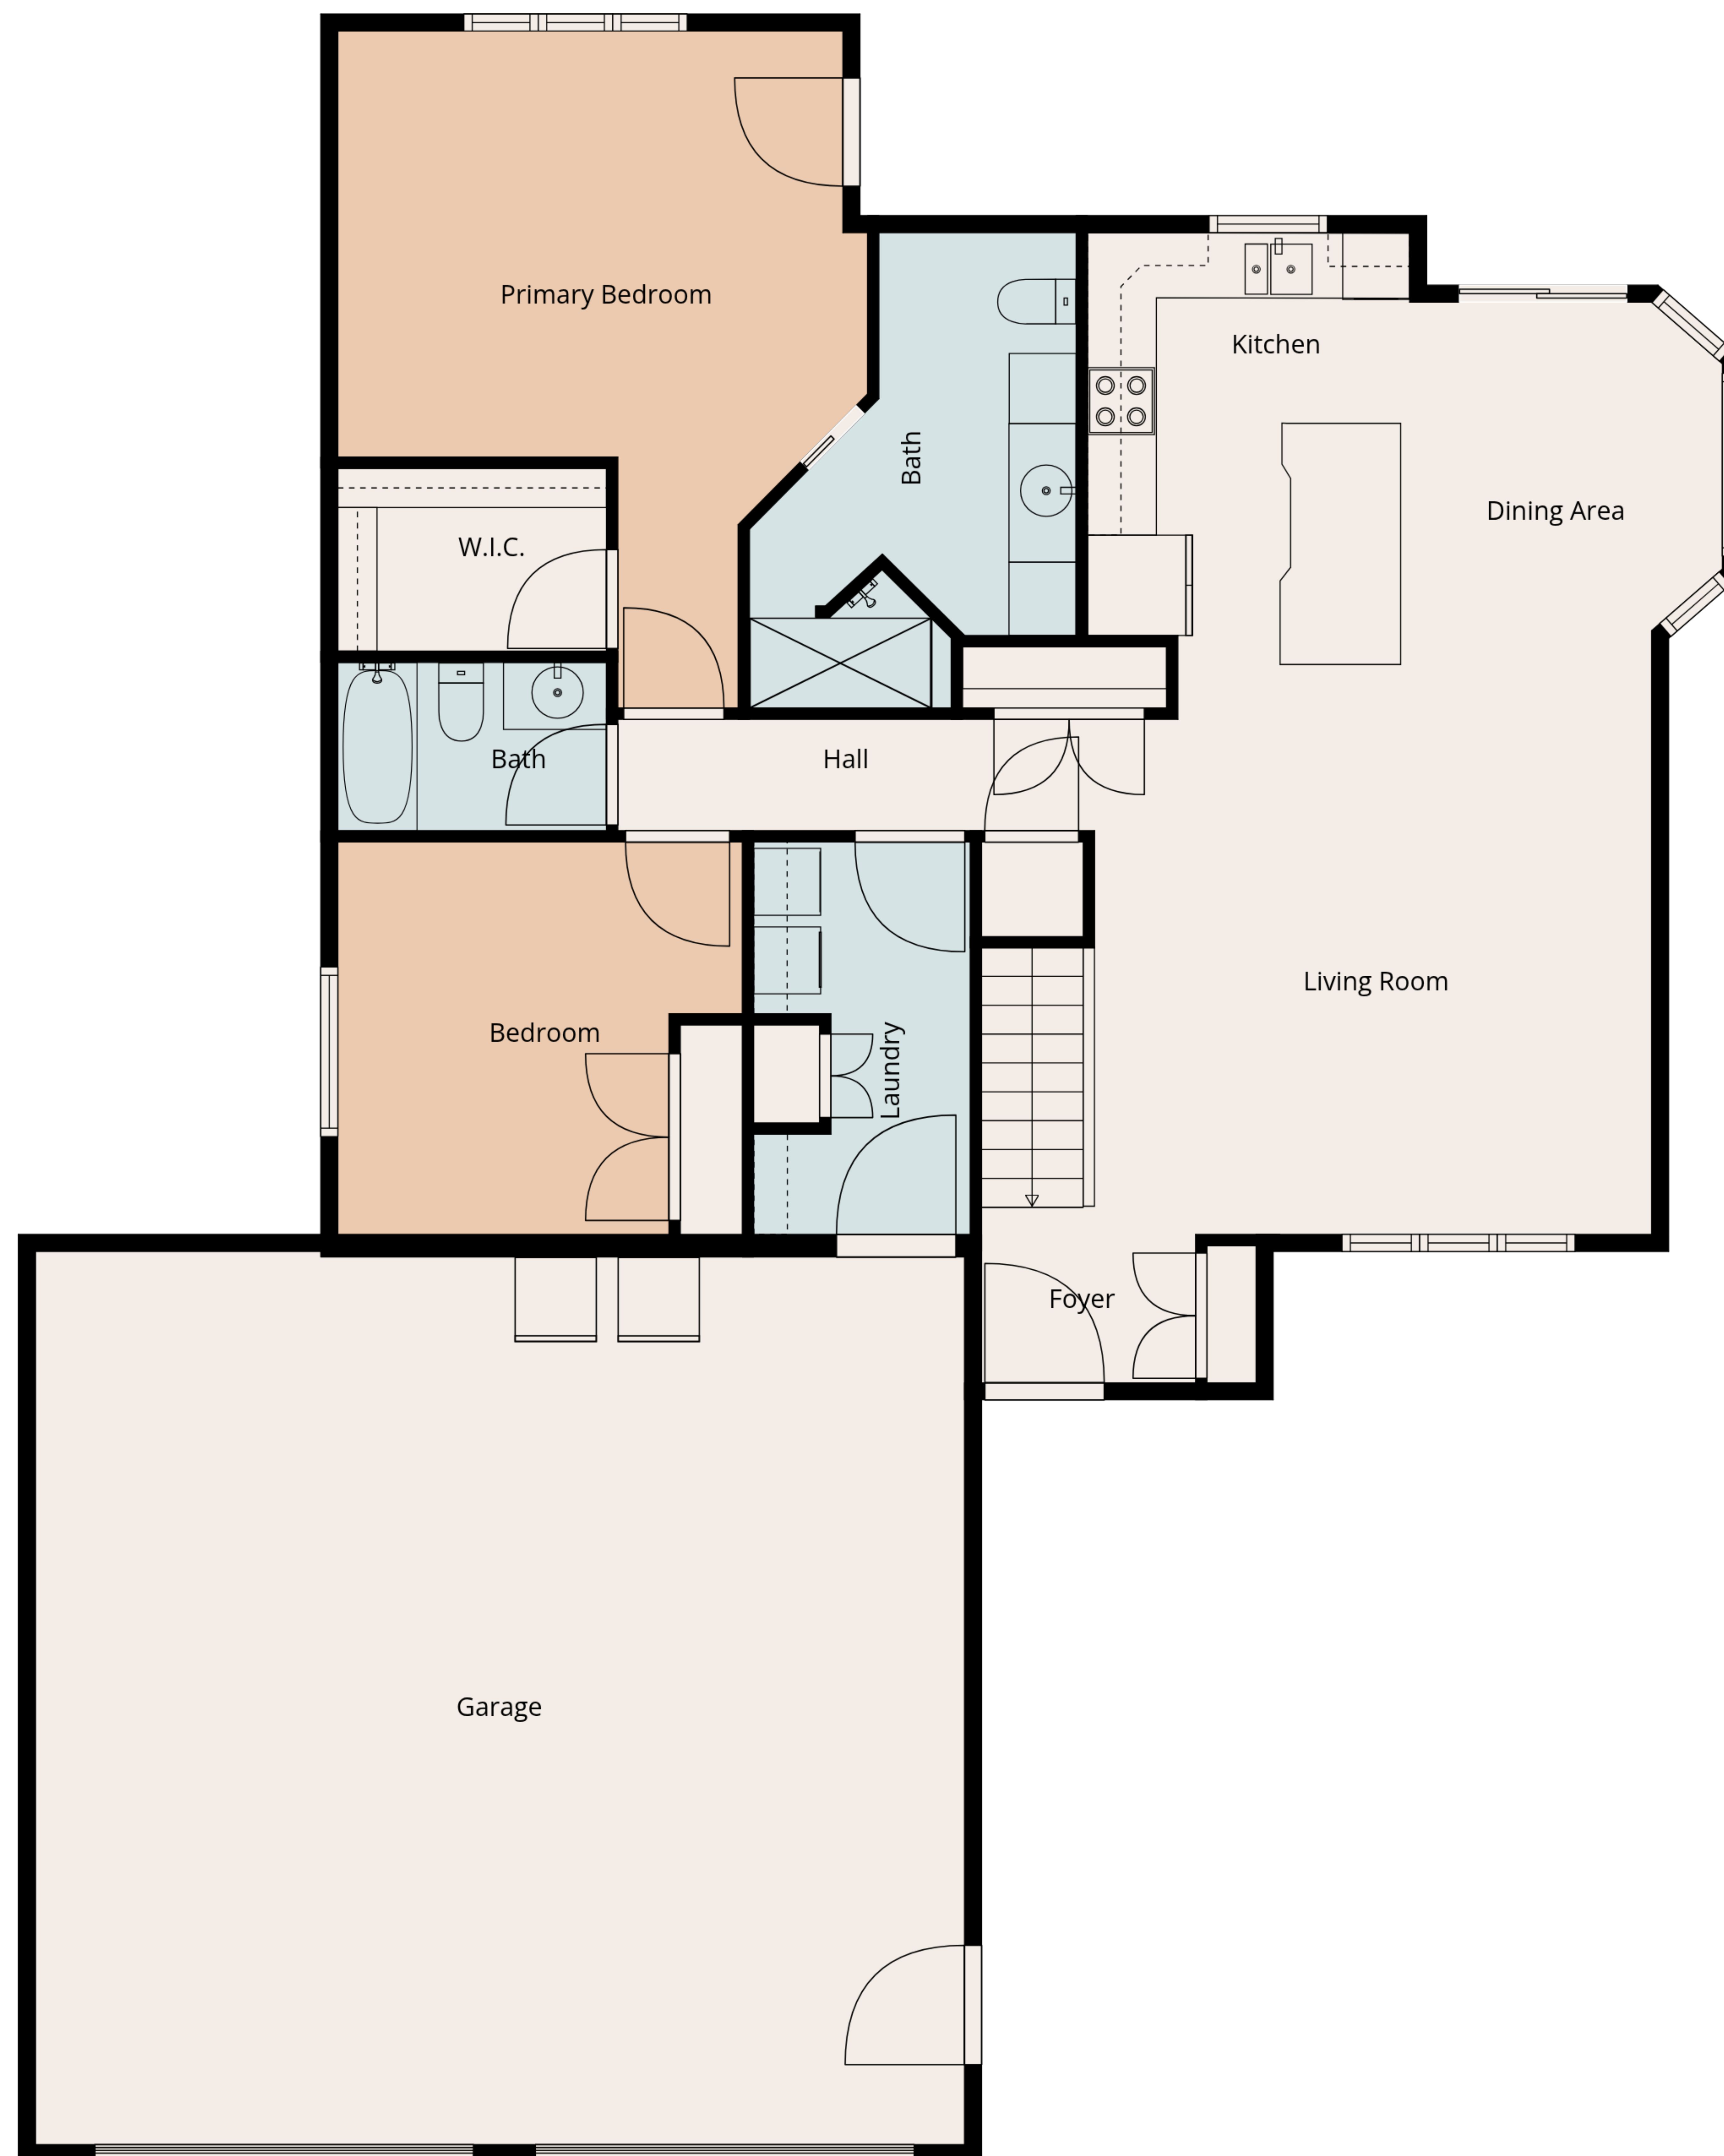 Primary Bedroom
Kitchen
Bath
Dining Area
W.I.C.
Bath
Hall
Living Room
Bedroom
Laundry
Foyer
Garage